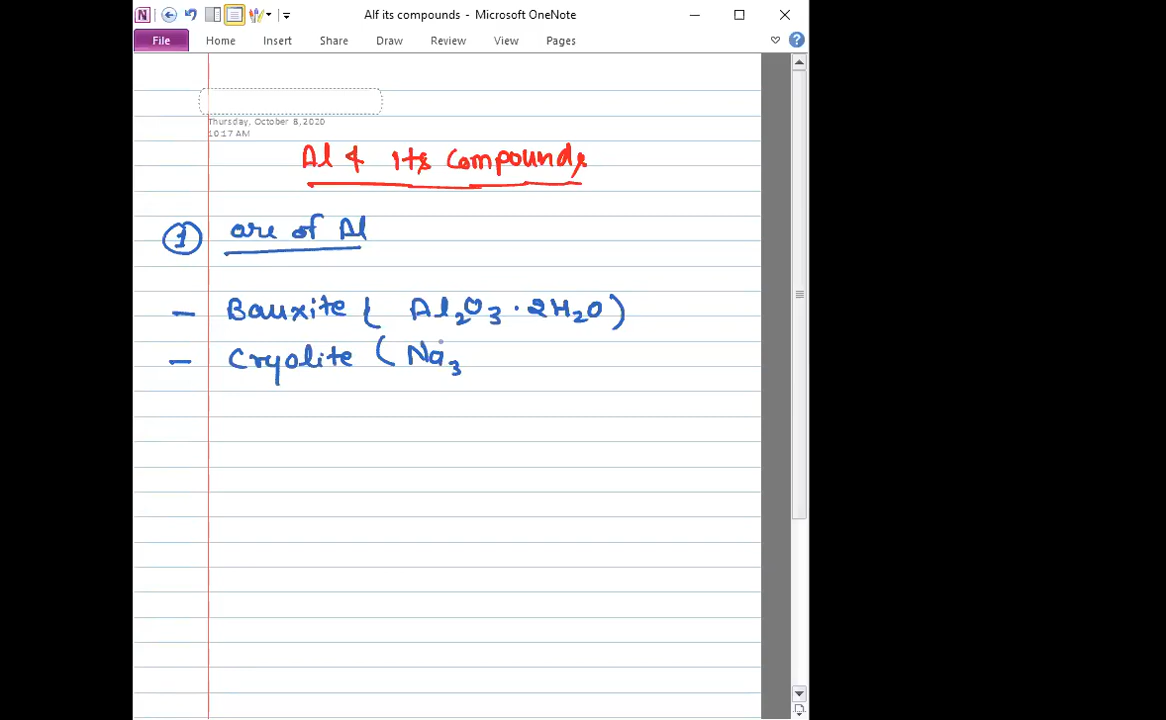 Alf its compounds - Microsoft OneNote
File Home Insert Share Draw Review View Pages
Thursday, October 8, 2020
10:17 AM
Al & Its Compounds
① ore of Al
— Bauxite ( Al₂O₃・2H₂O )
— Cryolite ( Na₃